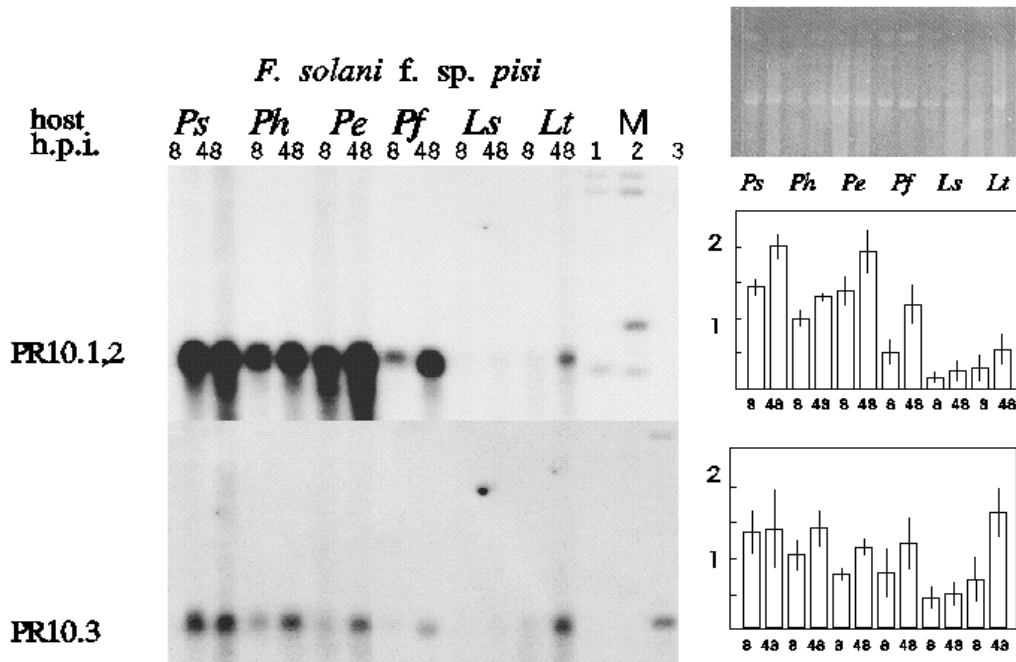 F. solani f. sp. pisi
host Ps Ph Pe Pf Ls Lt M
h.p.i. 8 48 8 48 8 48 8 48 8 48 8 48 1 2 3
PR10.1,2
PR10.3
Ps Ph Pe Pf Ls Lt
2
1
8 48 8 48 8 48 8 48 8 48 8 48
2
1
8 48 8 48 8 48 8 48 8 48 8 48